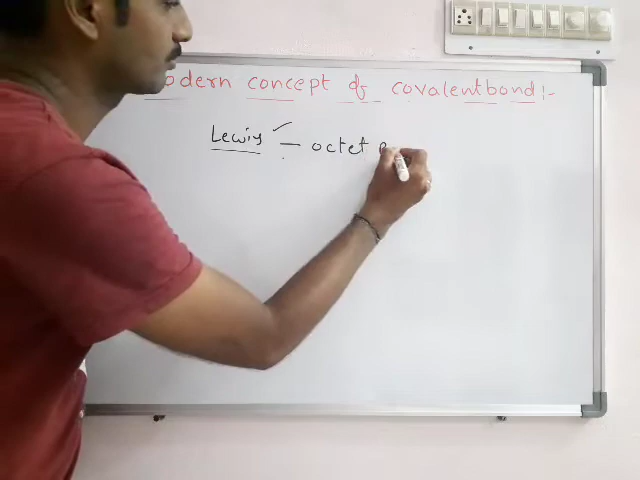 odern concept of covalentbond :-
Lewis ✓ — octet